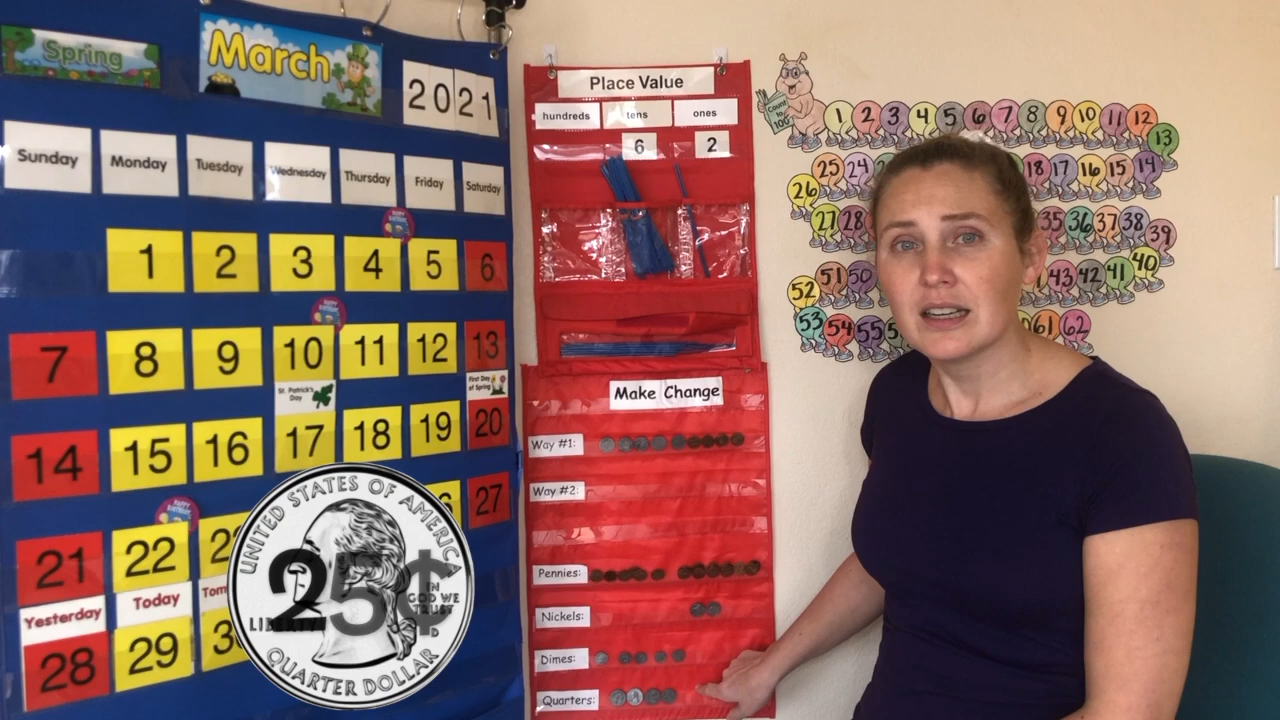 Spring
March
2021
Sunday Monday Tuesday Wednesday Thursday Friday Saturday
1 2 3 4 5 6
7 8 9 10 11 12 13
St. Patrick's Day
First Day of Spring
14 15 16 17 18 19 20
21 22 27
Yesterday Today
28 29
UNITED STATES OF AMERICA
25¢
LIBERTY
IN GOD WE TRUST
D
QUARTER DOLLAR
Place Value
hundreds tens ones
6 2
Make Change
Way #1:
Way #2:
Pennies:
Nickels:
Dimes:
Quarters:
Count to 100
1 2 3 4 5 6 7 8 9 10 11 12
13
25 24 18 17 16 15 14
26
27 28 35 36 37 38 39
52 51 50 43 42 41 40
53 54 55 61 62